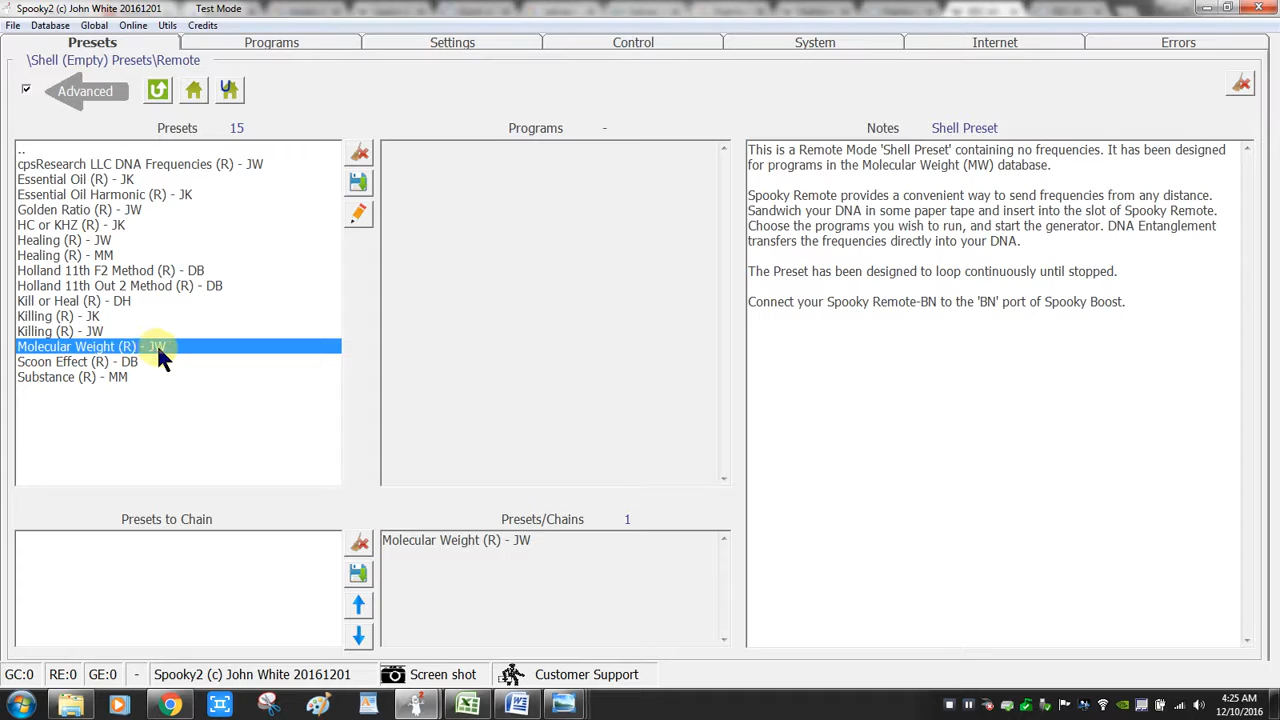 Spooky2 (c) John White 20161201 Test Mode
File Database Global Online Utils Credits
Presets Programs Settings Control System Internet Errors
\Shell (Empty) Presets\Remote
Advanced
Presets 15 Programs - Notes Shell Preset
..
cpsResearch LLC DNA Frequencies (R) - JW
Essential Oil (R) - JK
Essential Oil Harmonic (R) - JK
Golden Ratio (R) - JW
HC or KHZ (R) - JK
Healing (R) - JW
Healing (R) - MM
Holland 11th F2 Method (R) - DB
Holland 11th Out 2 Method (R) - DB
Kill or Heal (R) - DH
Killing (R) - JK
Killing (R) - JW
Molecular Weight (R) - JW
Scoon Effect (R) - DB
Substance (R) - MM
This is a Remote Mode 'Shell Preset' containing no frequencies. It has been designed
for programs in the Molecular Weight (MW) database.
Spooky Remote provides a convenient way to send frequencies from any distance.
Sandwich your DNA in some paper tape and insert into the slot of Spooky Remote.
Choose the programs you wish to run, and start the generator. DNA Entanglement
transfers the frequencies directly into your DNA.
The Preset has been designed to loop continuously until stopped.
Connect your Spooky Remote-BN to the 'BN' port of Spooky Boost.
Presets to Chain Presets/Chains 1
Molecular Weight (R) - JW
GC:0 RE:0 GE:0 - Spooky2 (c) John White 20161201 Screen shot Customer Support
4:25 AM
12/10/2016